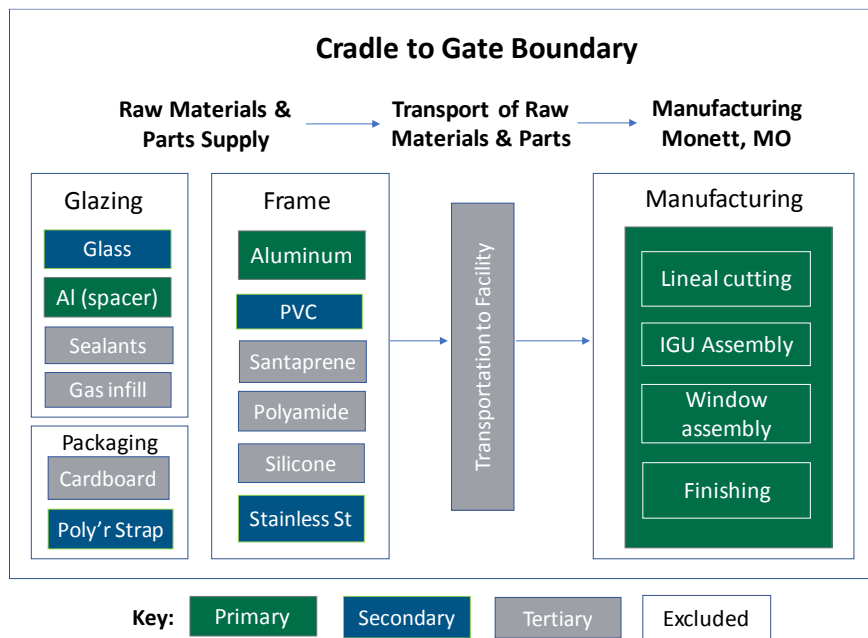 Cradle to Gate Boundary
Raw Materials &
Parts Supply
Transport of Raw
Materials & Parts
Manufacturing
Monett, MO
Glazing
Glass
Al (spacer)
Sealants
Gas infill
Packaging
Cardboard
Poly'r Strap
Frame
Aluminum
PVC
Santaprene
Polyamide
Silicone
Stainless St
Transportation to Facility
Manufacturing
Lineal cutting
IGU Assembly
Window
assembly
Finishing
Key:
Primary
Secondary
Tertiary
Excluded